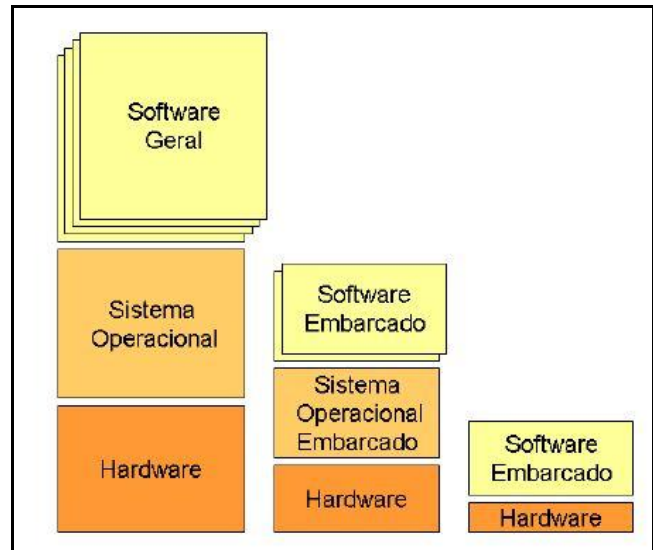 Software
Geral
Sistema
Operacional
Hardware
Software
Embarcado
Sistema
Operacional
Embarcado
Hardware
Software
Embarcado
Hardware